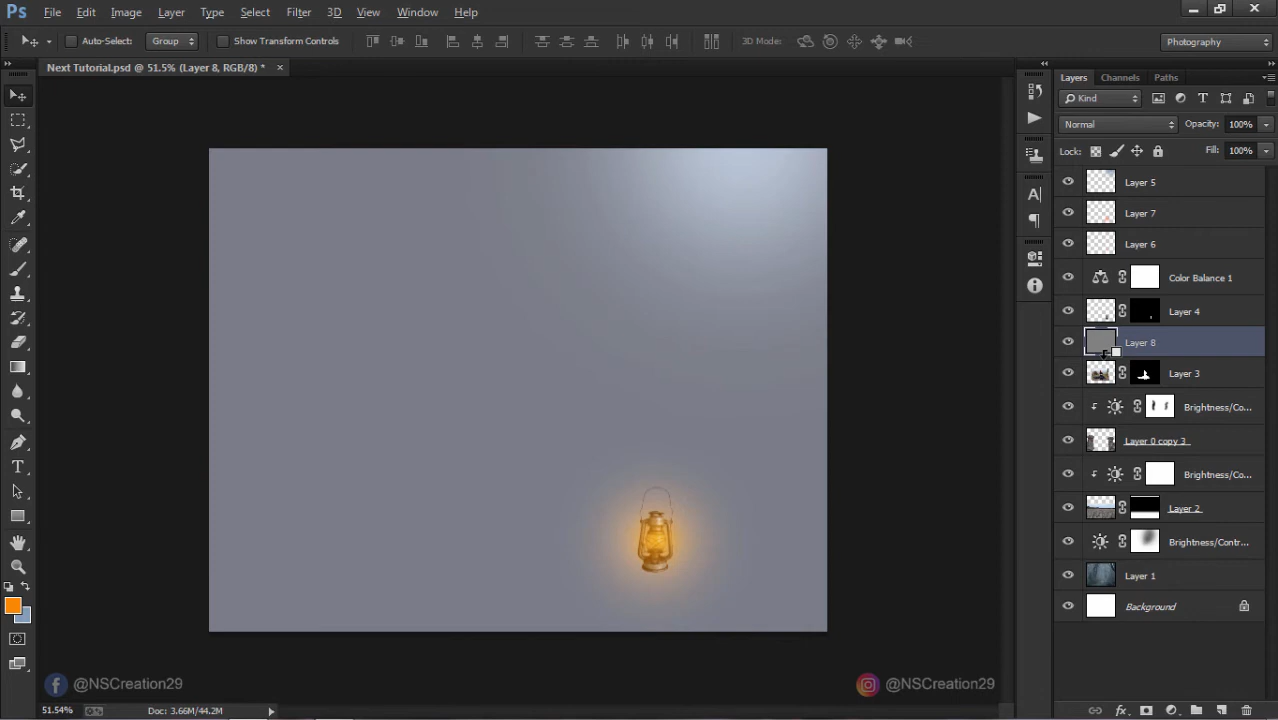 Ps File Edit Image Layer Type Select Filter 3D View Window Help
Auto-Select: Group Show Transform Controls 3D Mode: Photography
Next Tutorial.psd @ 51.5% (Layer 8, RGB/8) * ×
Layers Channels Paths
Kind
Normal Opacity: 100%
Lock: Fill: 100%
Layer 5
Layer 7
Layer 6
Color Balance 1
Layer 4
Layer 8
Layer 3
Brightness/Co...
Layer 0 copy 3
Brightness/Co...
Layer 2
Brightness/Contr...
Layer 1
Background
@NSCreation29 @NSCreation29
51.54% Doc: 3.66M/44.2M